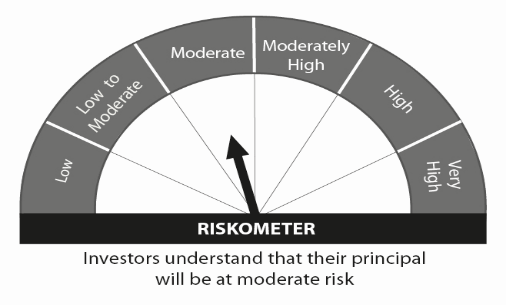 Low
Low to
Moderate
Moderate
Moderately
High
High
Very
High
RISKOMETER
Investors understand that their principal
will be at moderate risk